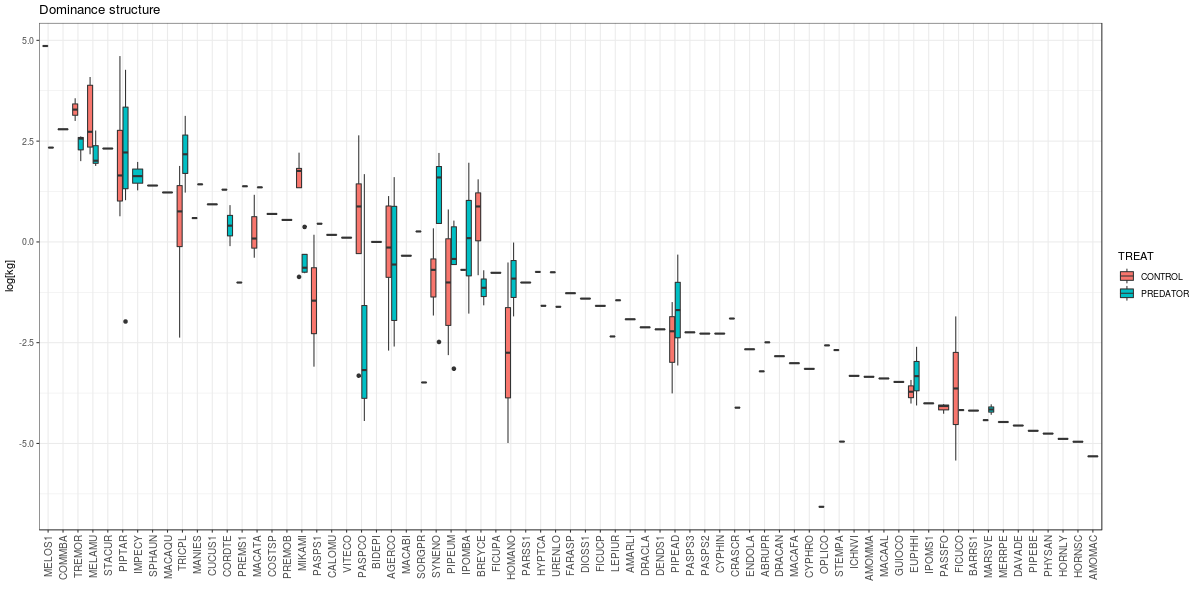 Dominance structure
5.0
2.5
0.0
-2.5
-5.0
log[kg]
MELOS1
COMMBA
TREMOR
MELAMU
STACUR
PIPTAR
IMPECY
SPHAUN
MACAQU
TRICPL
MANIES
CUCUS1
CORDTE
PREMS1
MACATA
COSTSP
PREMOB
MIKAMI
PASPS1
CALOMU
VITECO
PASPCO
BIDEPI
AGERCO
MACABI
SORGPR
SYNENO
PIPEUM
IPOMBA
BREYCE
FICUPA
HOMANO
PARSS1
HYPTCA
URENLO
FARASP
DIOSS1
FICUCP
LEPIUR
AMARLI
DRACLA
DENDS1
PIPEAD
PASPS3
PASPS2
CYPHIN
CRASCR
ENDOLA
ABRUPR
DRACAN
MACAFA
CYPHRO
OPLICO
STEMPA
ICHNVI
AMOMMA
MACAAL
GUIOCO
EUPHHI
IPOMS1
PASSFO
FICUCO
BARRS1
MARSVE
MERRPE
DAVADE
PIPEBE
PHYSAN
HORNLY
HORNSC
AMOMAC
TREAT
CONTROL
PREDATOR